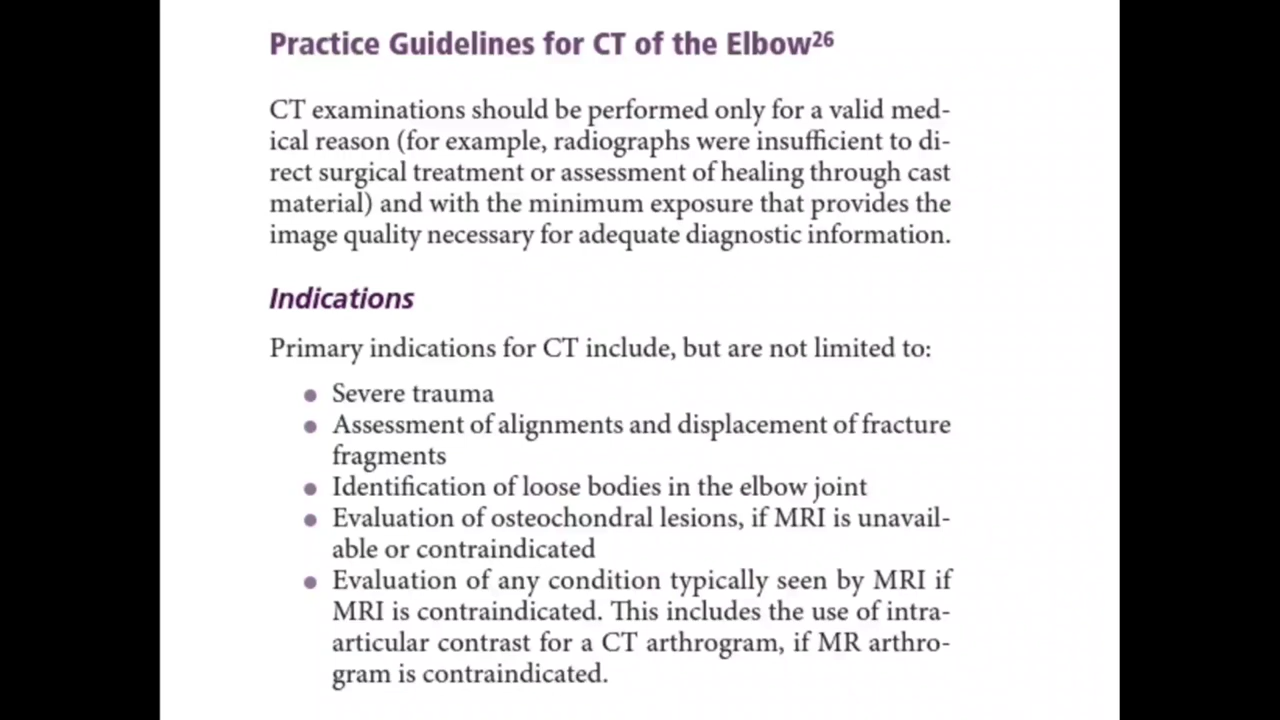 Practice Guidelines for CT of the Elbow26
CT examinations should be performed only for a valid med-
ical reason (for example, radiographs were insufficient to di-
rect surgical treatment or assessment of healing through cast
material) and with the minimum exposure that provides the
image quality necessary for adequate diagnostic information.
Indications
Primary indications for CT include, but are not limited to:
● Severe trauma
● Assessment of alignments and displacement of fracture
fragments
● Identification of loose bodies in the elbow joint
● Evaluation of osteochondral lesions, if MRI is unavail-
able or contraindicated
● Evaluation of any condition typically seen by MRI if
MRI is contraindicated. This includes the use of intra-
articular contrast for a CT arthrogram, if MR arthro-
gram is contraindicated.